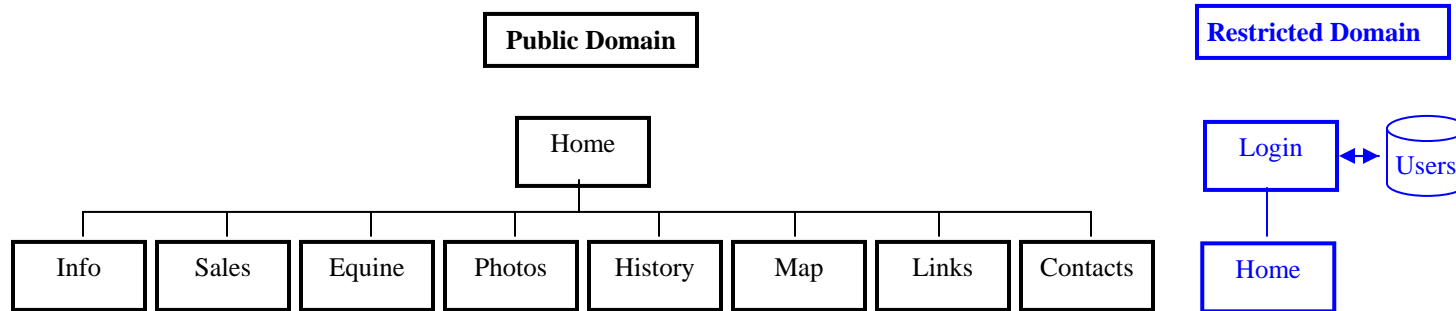 Public Domain
Restricted Domain
Home
Login
Users
Info
Sales
Equine
Photos
History
Map
Links
Contacts
Home